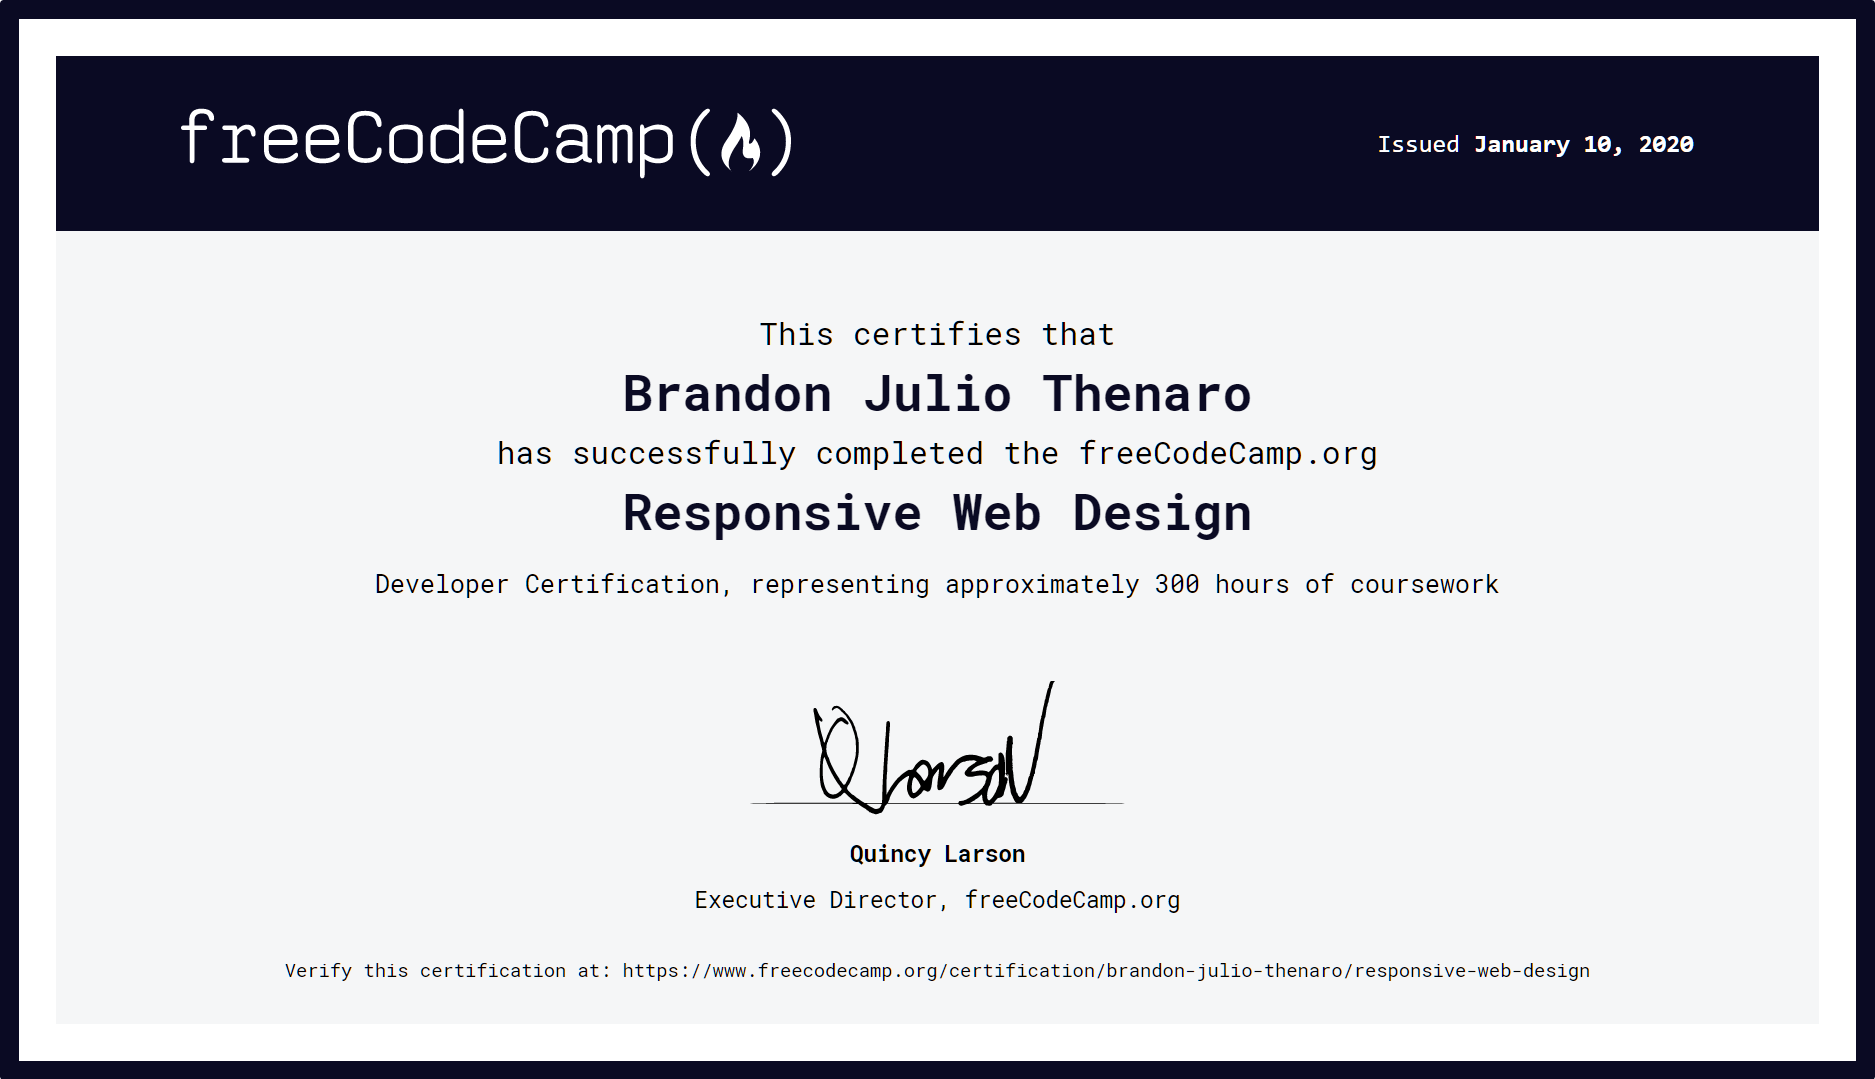 freeCodeCamp(🔥)
Issued January 10, 2020
This certifies that
Brandon Julio Thenaro
has successfully completed the freeCodeCamp.org
Responsive Web Design
Developer Certification, representing approximately 300 hours of coursework
QLarson
Quincy Larson
Executive Director, freeCodeCamp.org
Verify this certification at: https://www.freecodecamp.org/certification/brandon-julio-thenaro/responsive-web-design